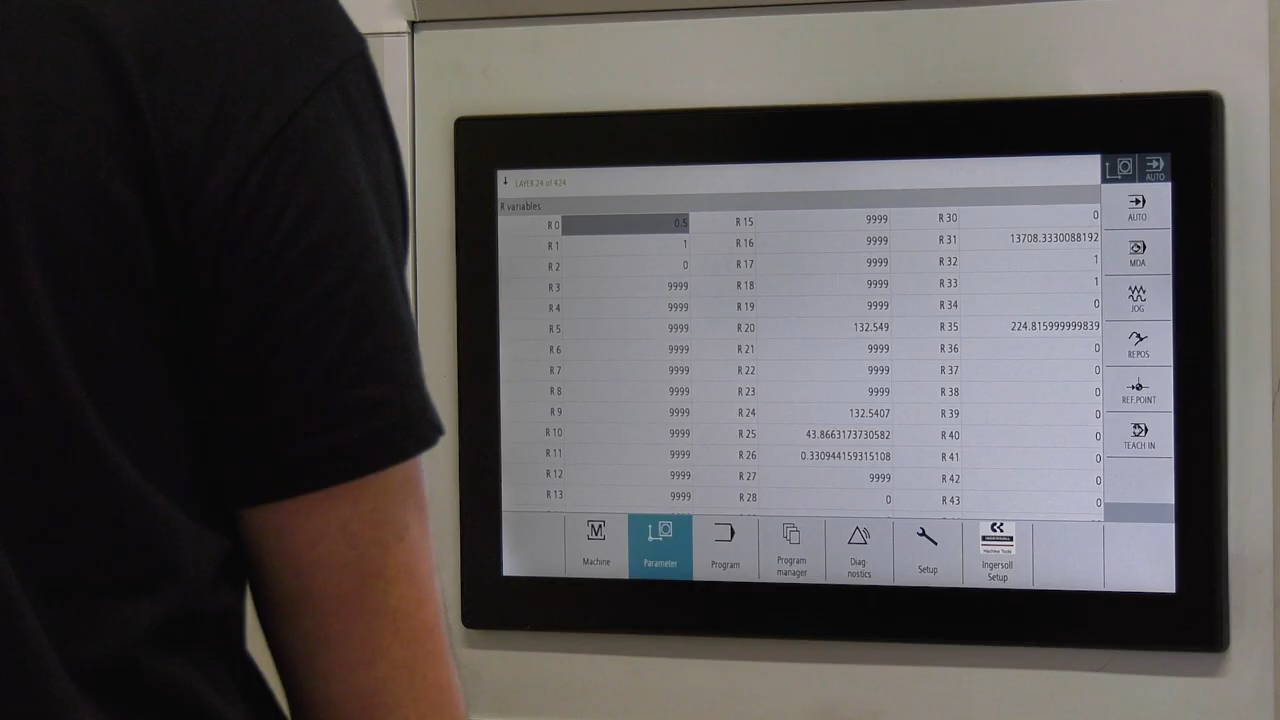 LAYER 24 of 424
AUTO
R variables
R 0 0.5 R 15 9999 R 30 0
R 1 1 R 16 9999 R 31 13708.3330088192
R 2 0 R 17 9999 R 32 1
R 3 9999 R 18 9999 R 33 1
R 4 9999 R 19 9999 R 34 0
R 5 9999 R 20 132.549 R 35 224.815999999839
R 6 9999 R 21 9999 R 36 0
R 7 9999 R 22 9999 R 37 0
R 8 9999 R 23 9999 R 38 0
R 9 9999 R 24 132.5407 R 39 0
R 10 9999 R 25 43.8663173730582 R 40 0
R 11 9999 R 26 0.330944159315108 R 41 0
R 12 9999 R 27 9999 R 42 0
R 13 9999 R 28 0 R 43 0
AUTO
MDA
JOG
REPOS
REF.POINT
TEACH IN
M
Machine
Parameter
Program
Program
manager
Diag
nostics
Setup
Machine Tools
Ingersoll
Setup